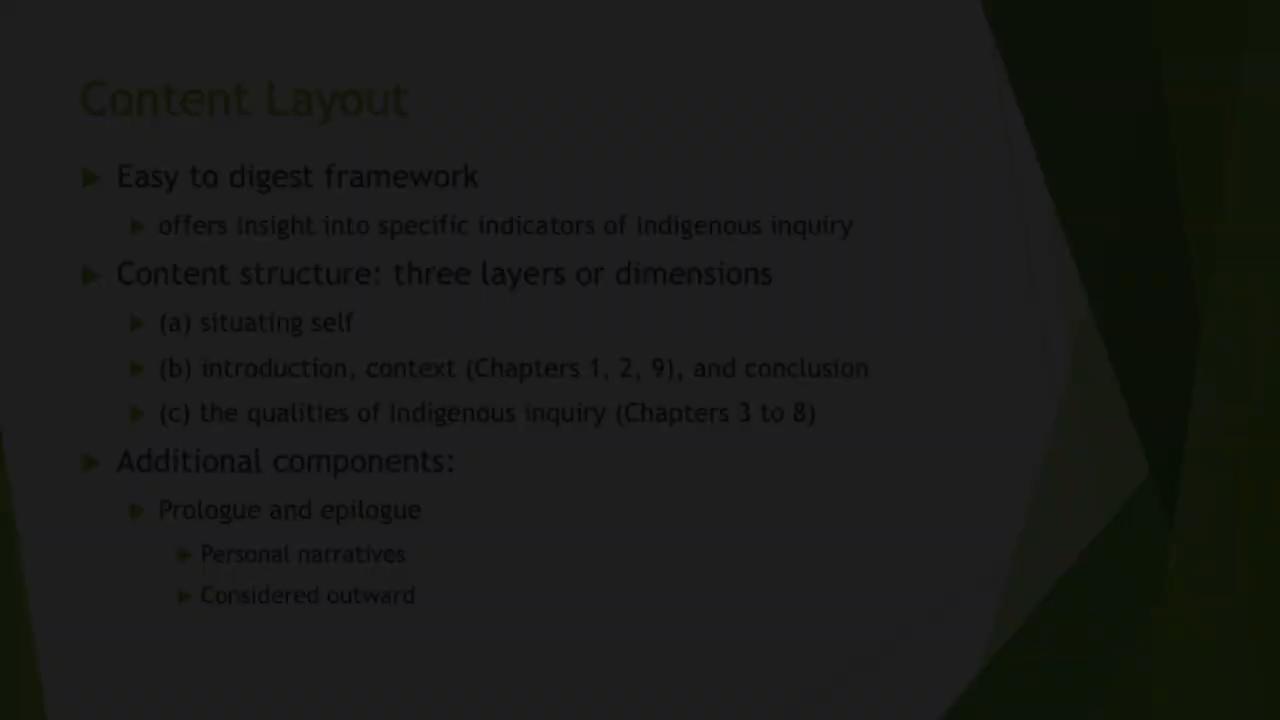 Content Layout
Easy to digest framework
offers insight into specific indicators of Indigenous inquiry
Content structure: three layers or dimensions
(a) situating self
(b) introduction, context (Chapters 1, 2, 9), and conclusion
(c) the qualities of Indigenous inquiry (Chapters 3 to 8)
Additional components:
Prologue and epilogue
Personal narratives
Considered outward